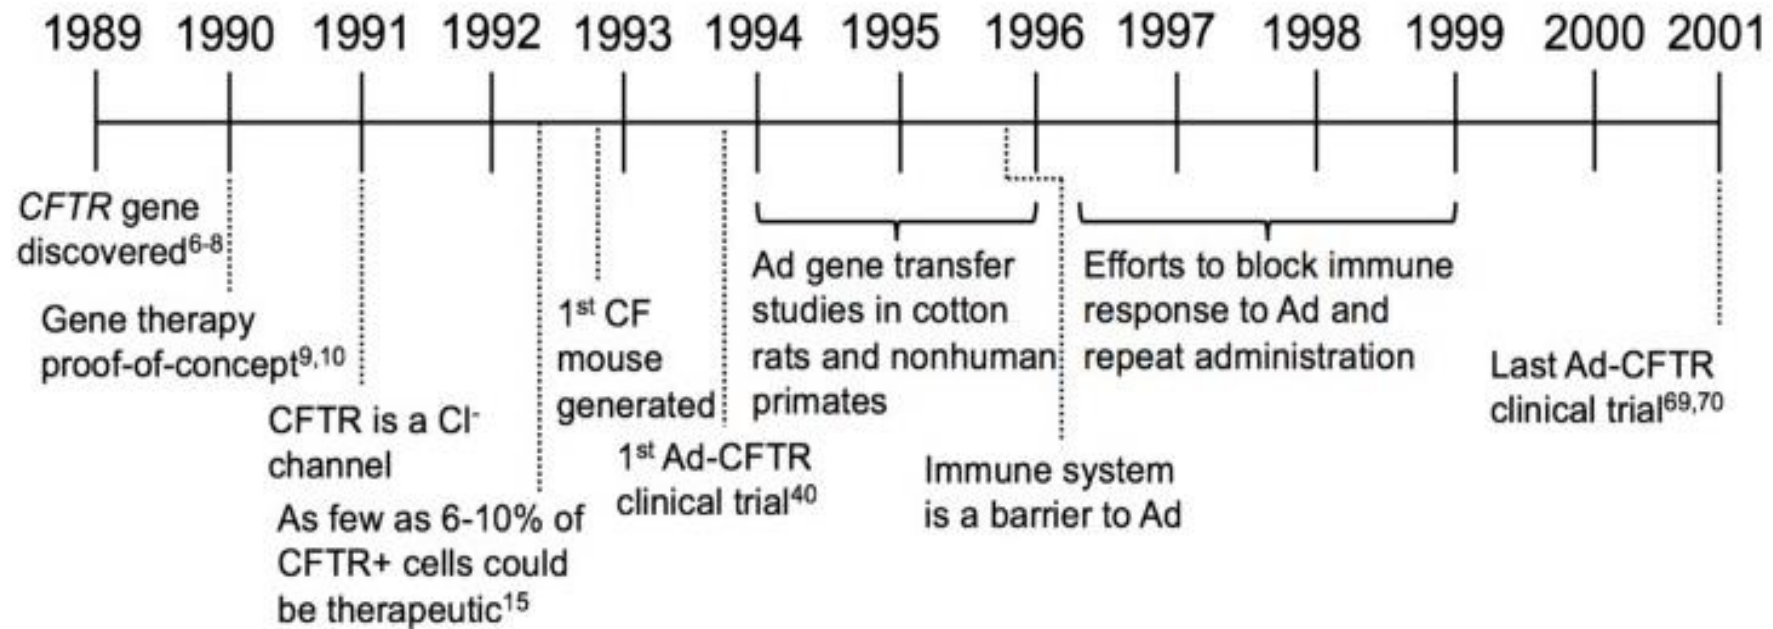 1989 1990 1991 1992 1993 1994 1995 1996 1997 1998 1999 2000 2001
CFTR gene
discovered6-8
Gene therapy
proof-of-concept9,10
CFTR is a Cl-
channel
As few as 6-10% of
CFTR+ cells could
be therapeutic15
1st CF
mouse
generated
1st Ad-CFTR
clinical trial40
Ad gene transfer
studies in cotton
rats and nonhuman
primates
Immune system
is a barrier to Ad
Efforts to block immune
response to Ad and
repeat administration
Last Ad-CFTR
clinical trial69,70